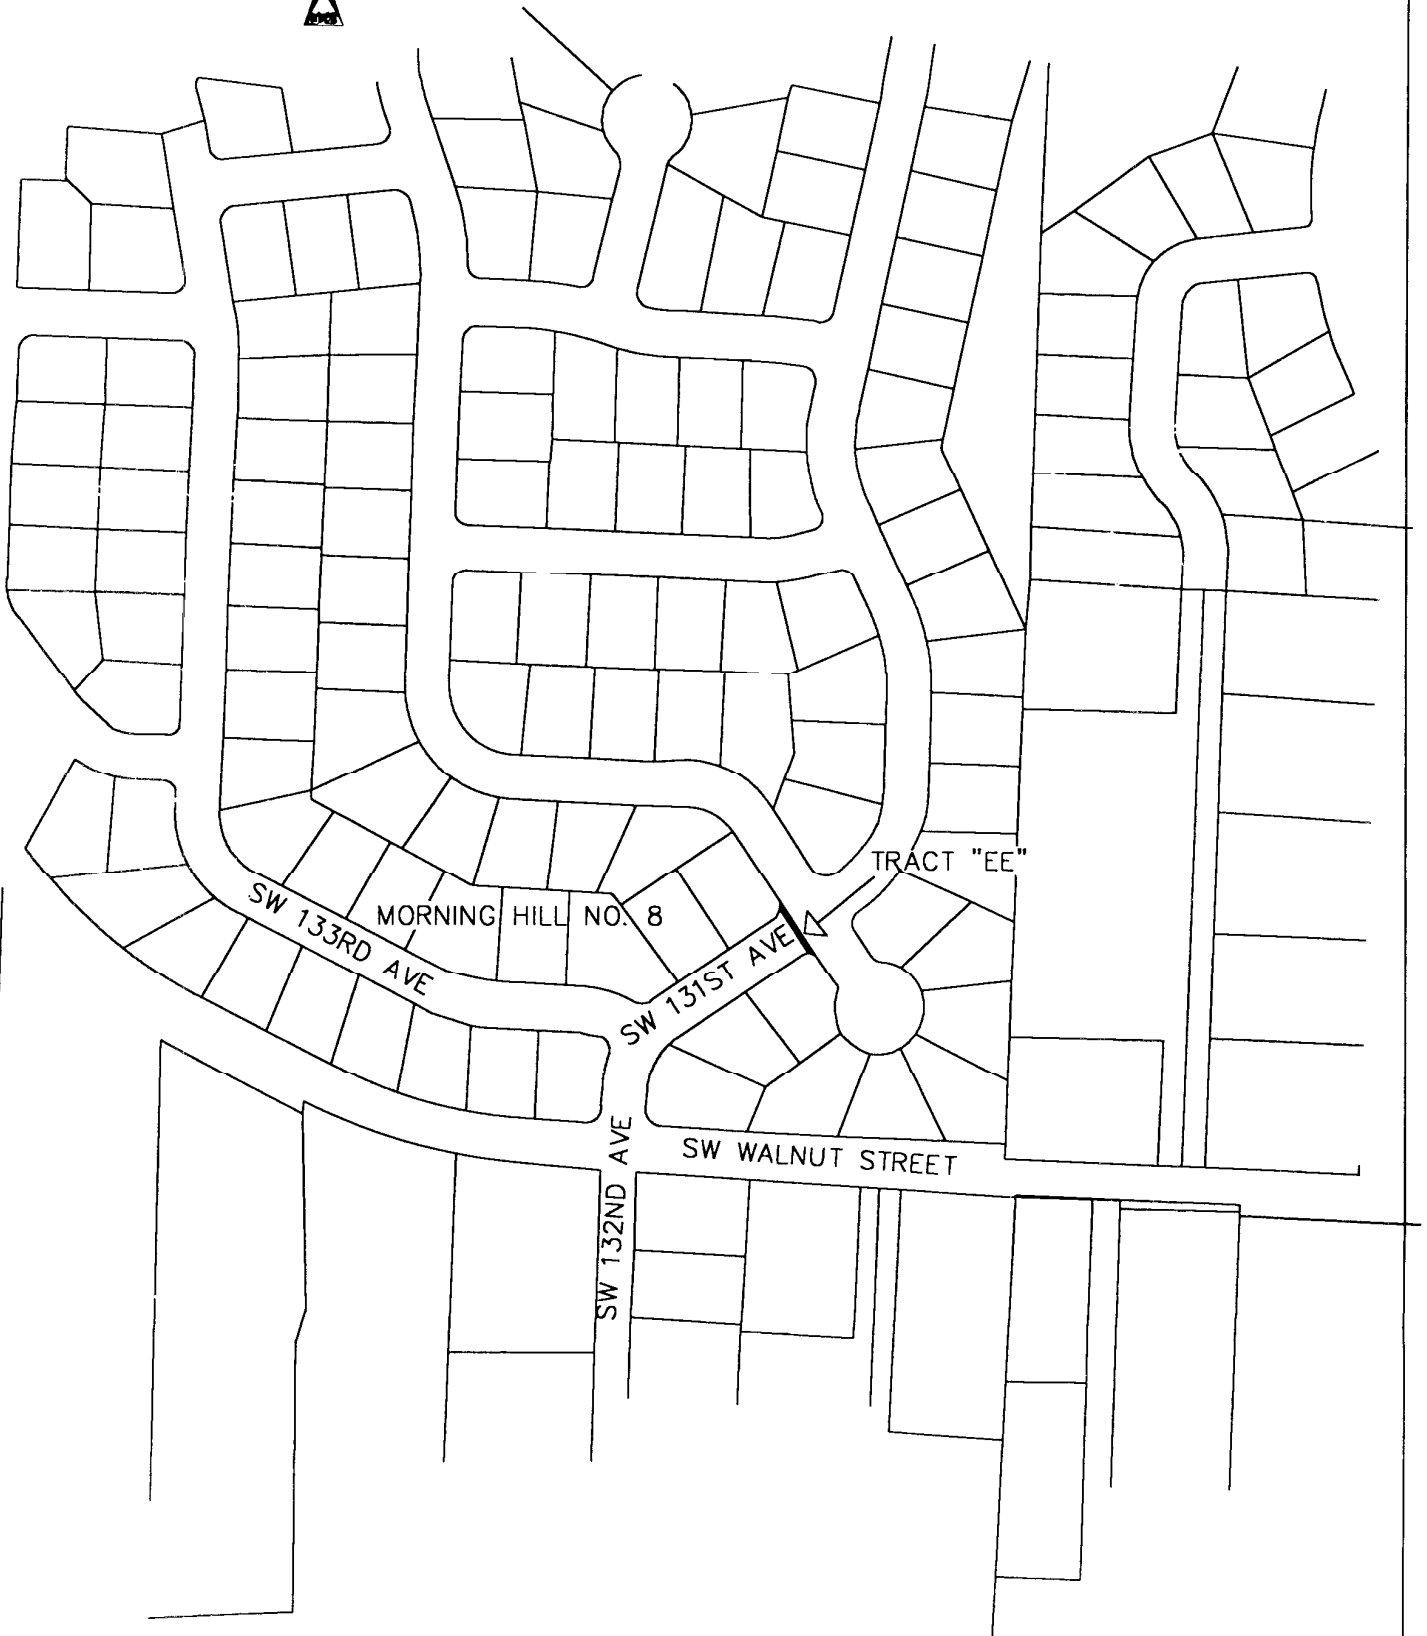 TRACT "EE"
MORNING HILL NO. 8
SW 133RD AVE
SW 131ST AVE
SW WALNUT STREET
SW 132ND AVE